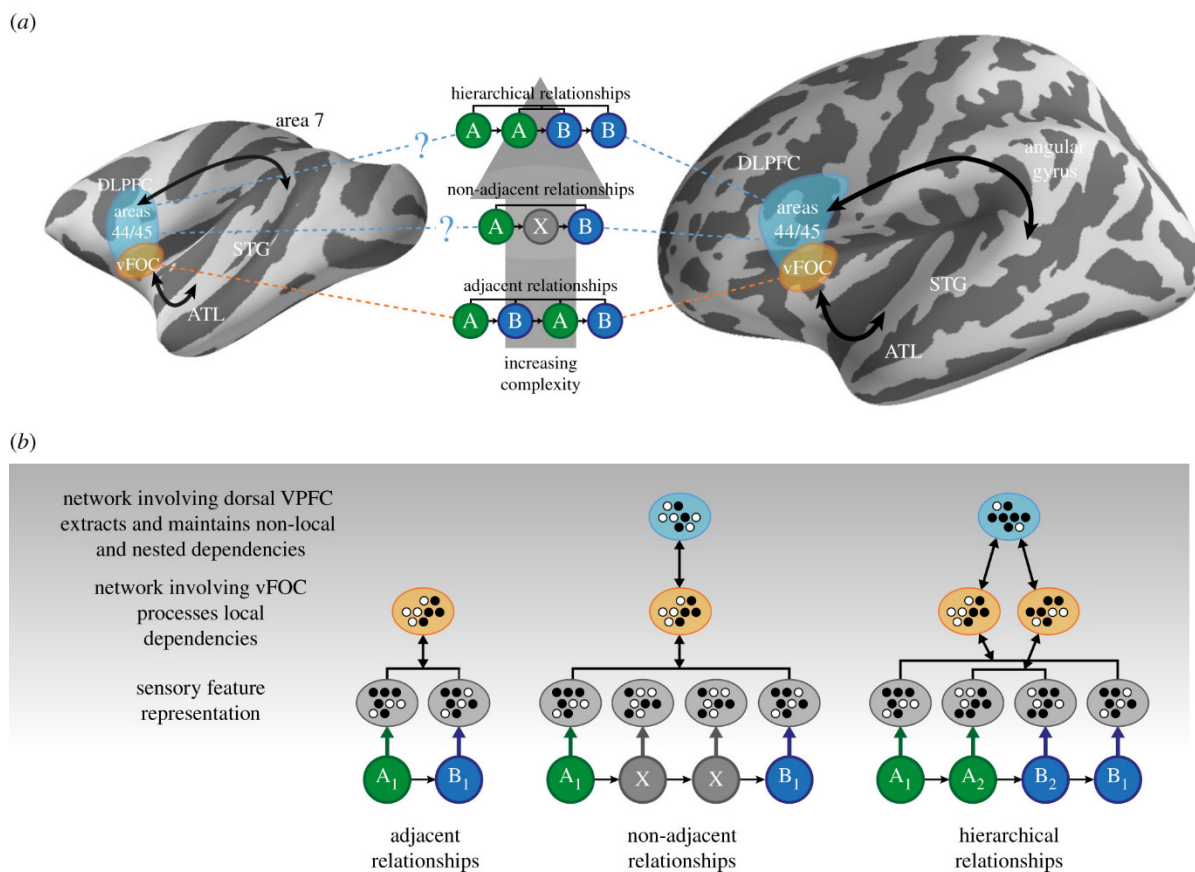 (a)
hierarchical relationships
A A B B
area 7
?
DLPFC
areas
44/45
vFOC
STG
ATL
non-adjacent relationships
?
A X B
adjacent relationships
A B A B
increasing
complexity
DLPFC
areas
44/45
vFOC
angular
gyrus
STG
ATL
(b)
network involving dorsal VPFC
extracts and maintains non-local
and nested dependencies
network involving vFOC
processes local
dependencies
sensory feature
representation
A1 B1
A1 X X B1
A1 A2 B2 B1
adjacent
relationships
non-adjacent
relationships
hierarchical
relationships